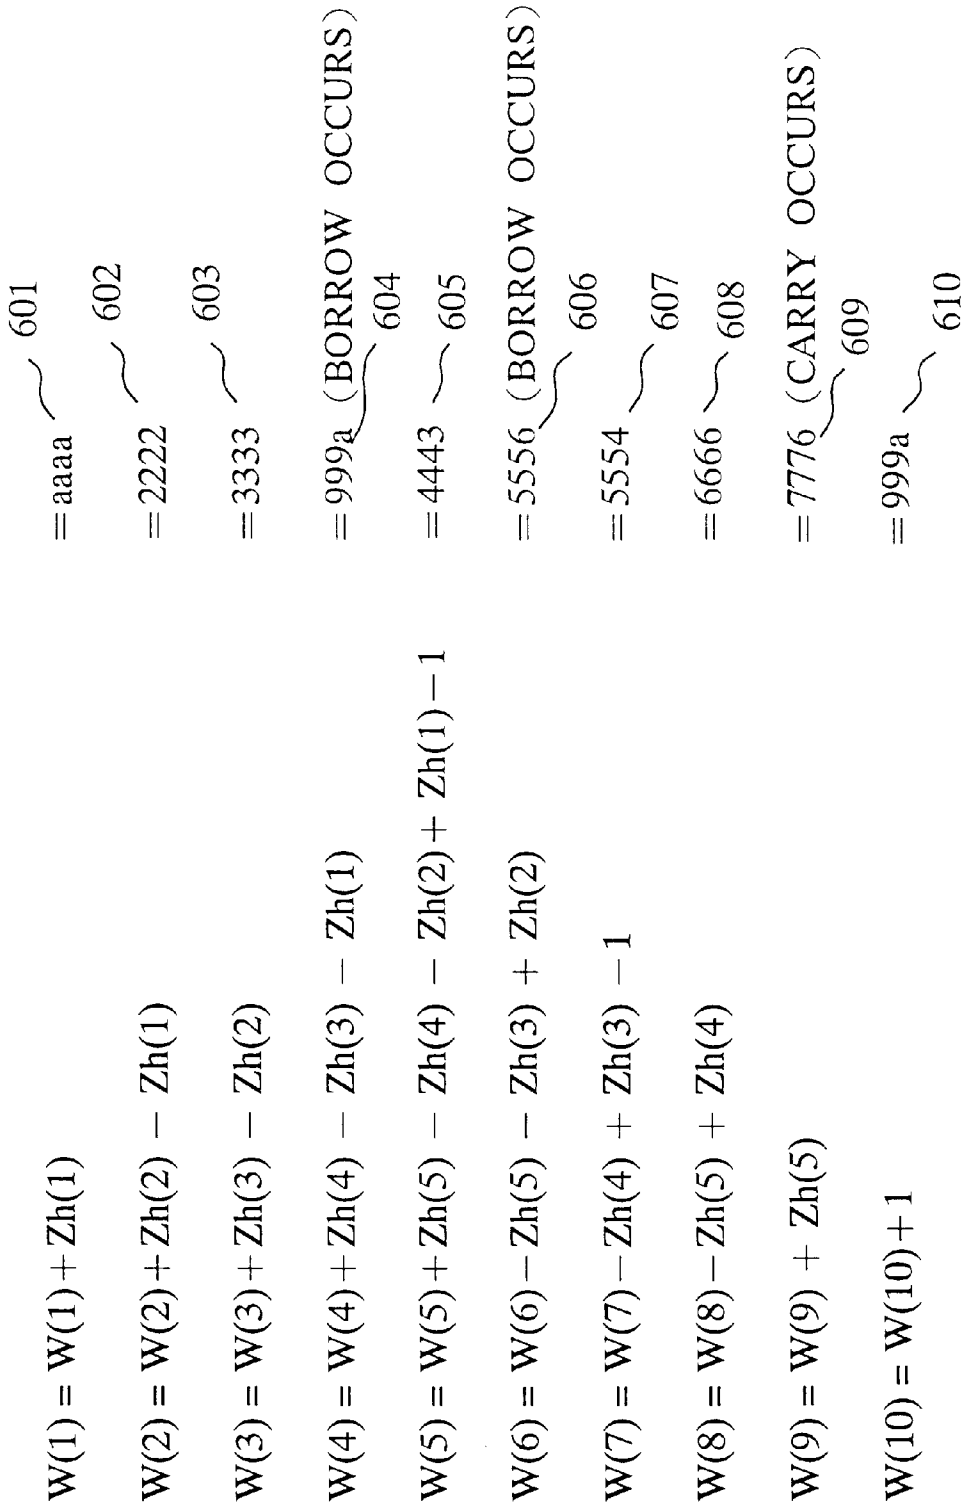 W(1) = W(1)+Zh(1) =aaaa 601
W(2) = W(2)+Zh(2) − Zh(1) =2222 602
W(3) = W(3)+Zh(3) − Zh(2) =3333 603
W(4) = W(4)+Zh(4) − Zh(3) − Zh(1) =999a (BORROW OCCURS) 604
W(5) = W(5)+Zh(5) − Zh(4) − Zh(2)+ Zh(1)−1 =4443 605
W(6) = W(6)−Zh(5) − Zh(3) + Zh(2) =5556 (BORROW OCCURS) 606
W(7) = W(7)−Zh(4) + Zh(3) −1 =5554 607
W(8) = W(8)−Zh(5) + Zh(4) =6666 608
W(9) = W(9) + Zh(5) =7776 (CARRY OCCURS) 609
W(10) = W(10)+1 =999a 610